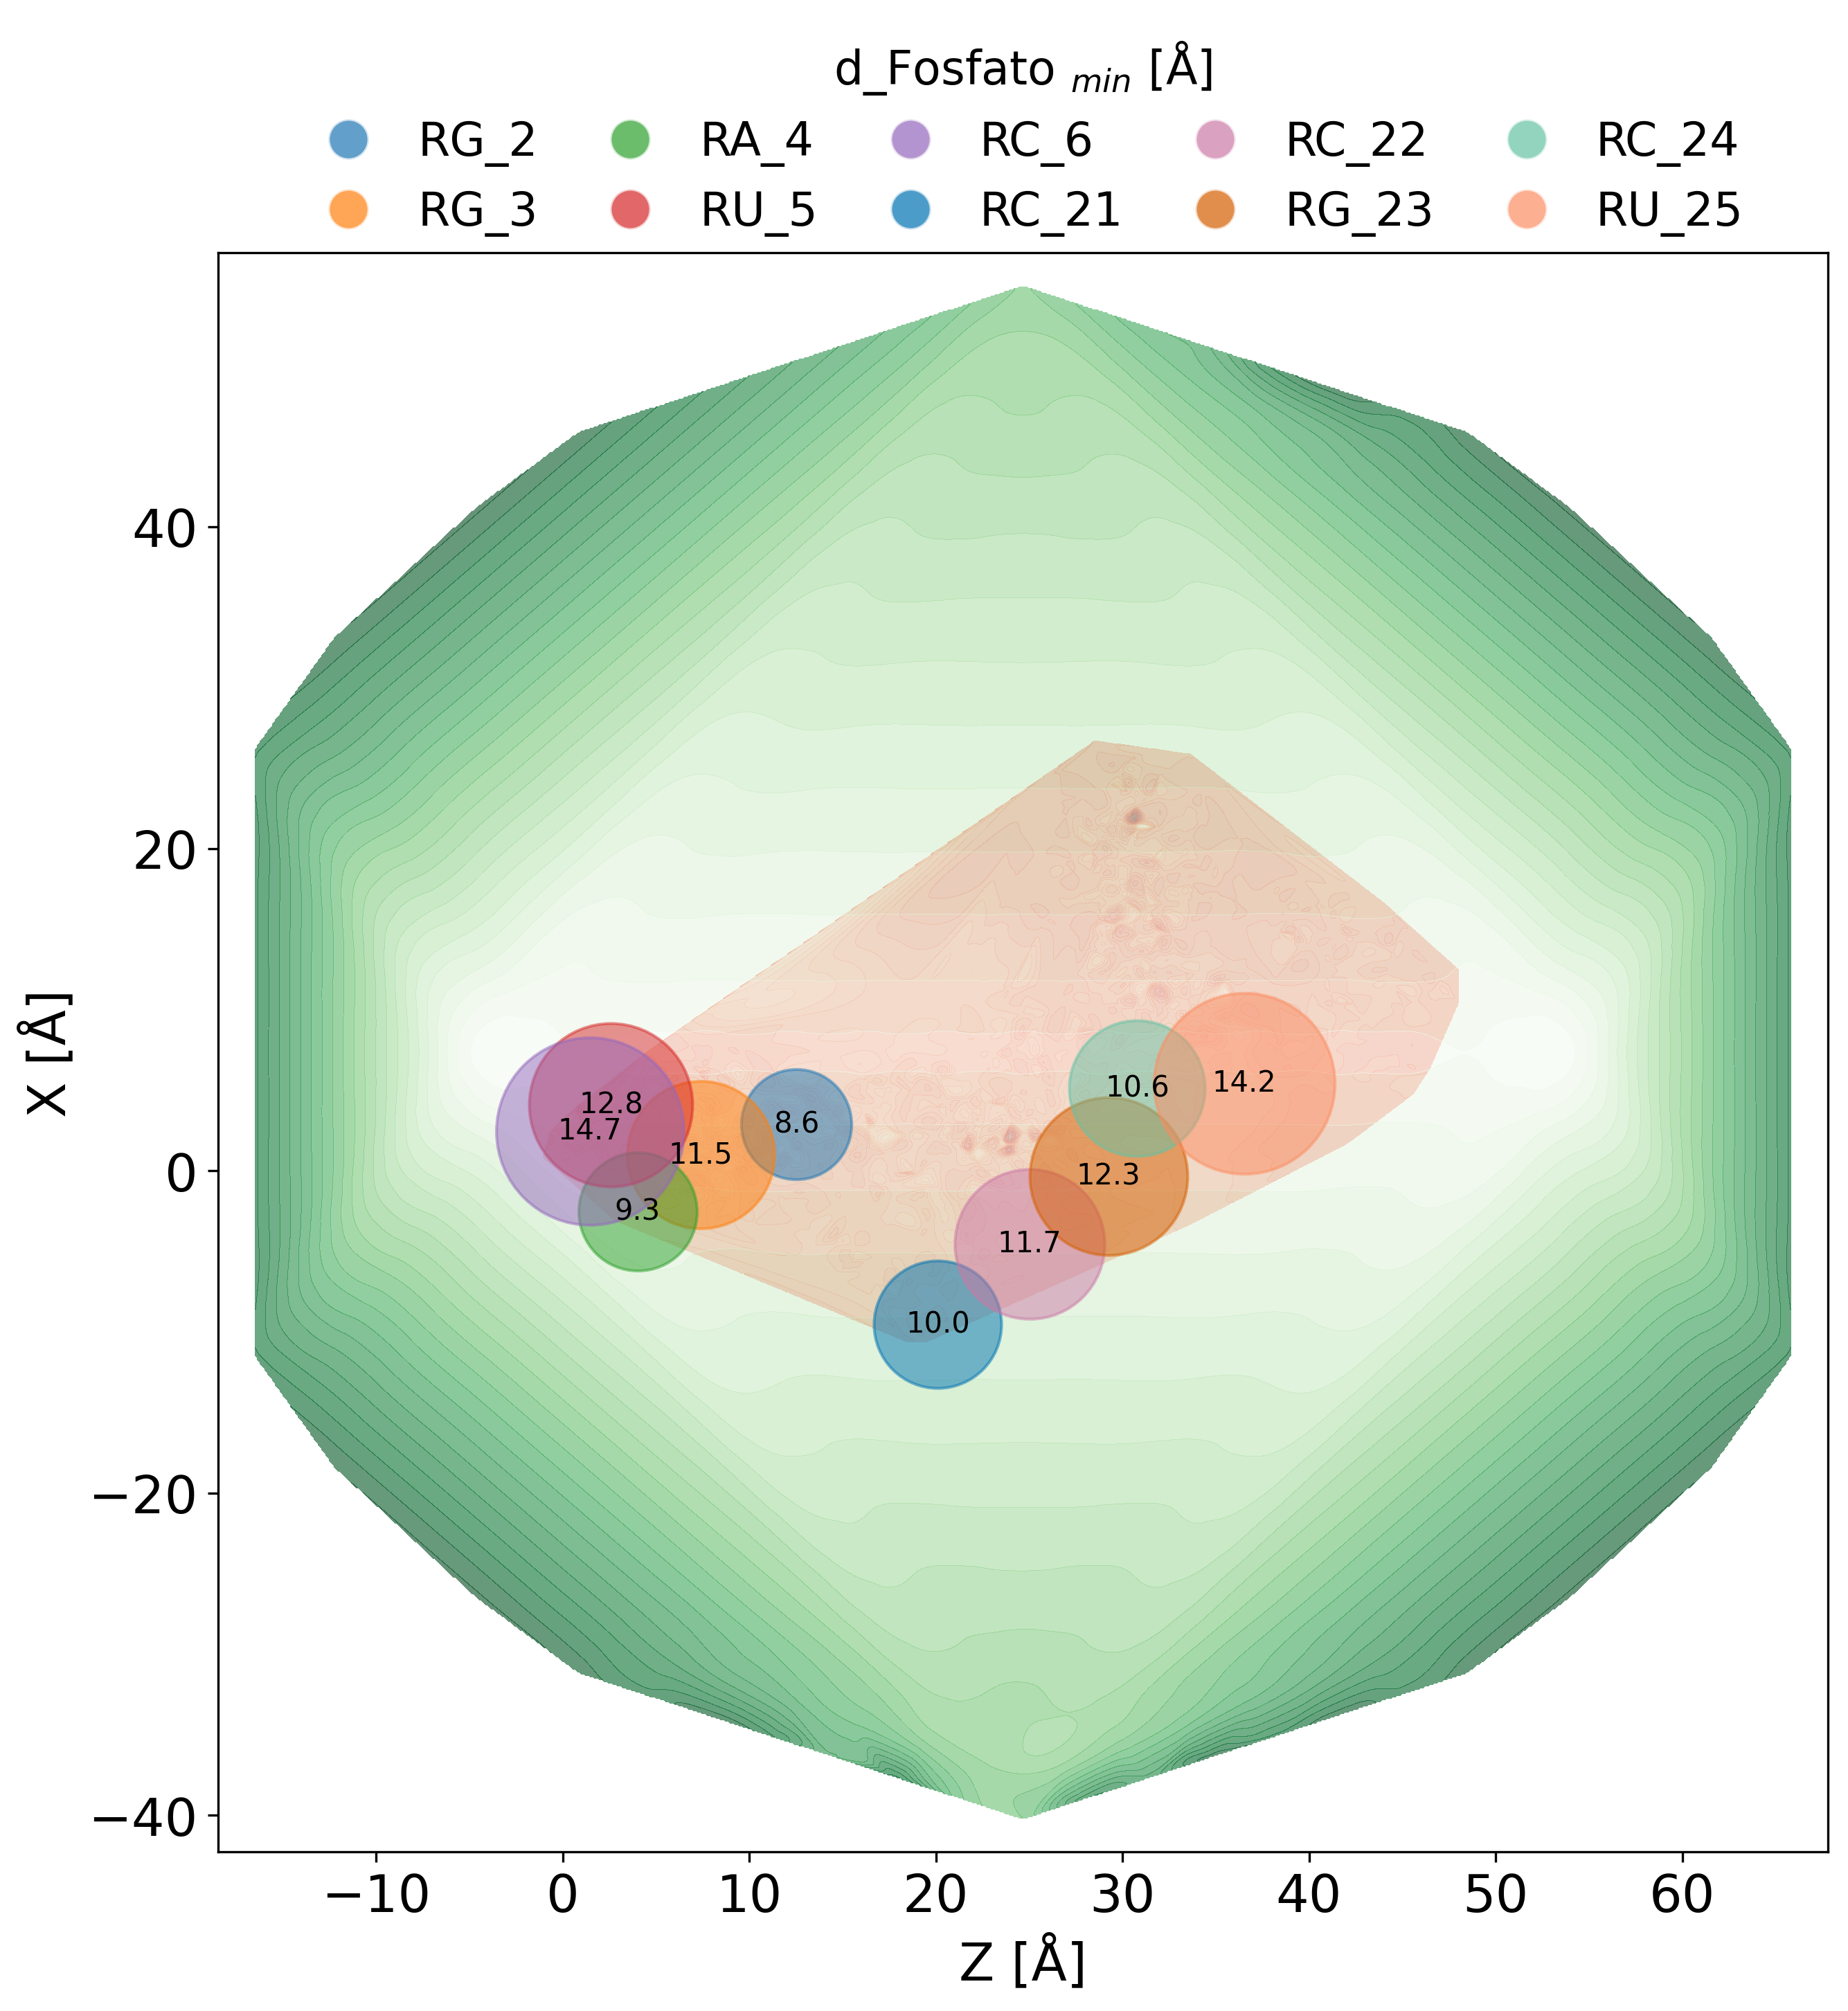 d_Fosfato min [Å]
RG_2 RA_4 RC_6 RC_22 RC_24
RG_3 RU_5 RC_21 RG_23 RU_25
40
20
0
−20
−40
X [Å]
12.8
14.7
11.5
8.6
9.3
10.6
14.2
12.3
11.7
10.0
−10 0 10 20 30 40 50 60
Z [Å]